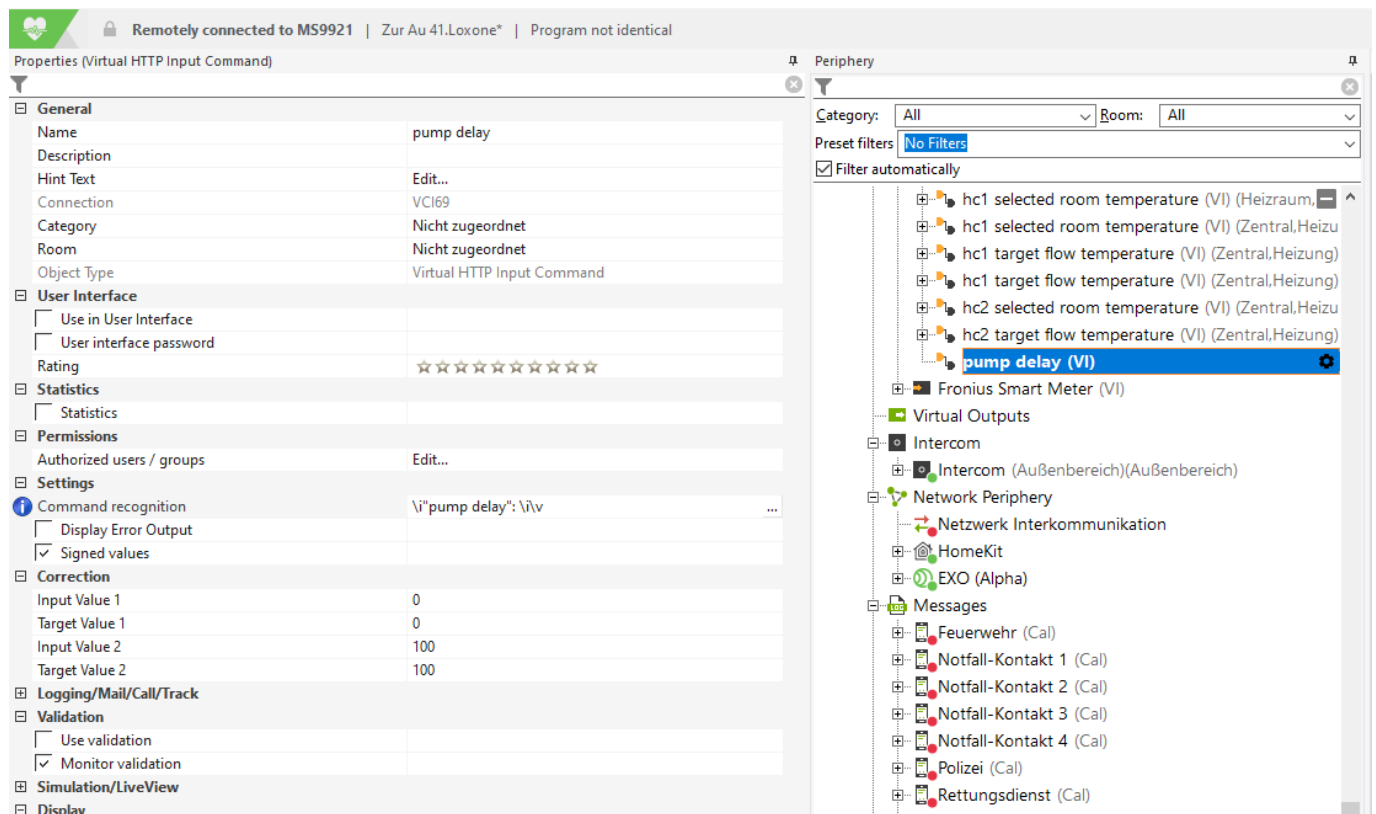 Remotely connected to MS9921 | Zur Au 41.Loxone* | Program not identical
Properties (Virtual HTTP Input Command)
General
Name pump delay
Description
Hint Text Edit...
Connection VCI69
Category Nicht zugeordnet
Room Nicht zugeordnet
Object Type Virtual HTTP Input Command
User Interface
Use in User Interface
User interface password
Rating
Statistics
Statistics
Permissions
Authorized users / groups Edit...
Settings
Command recognition \i"pump delay": \i\v ...
Display Error Output
Signed values
Correction
Input Value 1 0
Target Value 1 0
Input Value 2 100
Target Value 2 100
Logging/Mail/Call/Track
Validation
Use validation
Monitor validation
Simulation/LiveView
Display
Periphery
Category: All Room: All
Preset filters No Filters
Filter automatically
hc1 selected room temperature (VI) (Heizraum,
hc1 selected room temperature (VI) (Zentral,Heizu
hc1 target flow temperature (VI) (Zentral,Heizung)
hc1 target flow temperature (VI) (Zentral,Heizung)
hc2 selected room temperature (VI) (Zentral,Heizu
hc2 target flow temperature (VI) (Zentral,Heizung)
pump delay (VI)
Fronius Smart Meter (VI)
Virtual Outputs
Intercom
Intercom (Außenbereich)(Außenbereich)
Network Periphery
Netzwerk Interkommunikation
HomeKit
EXO (Alpha)
LOG Messages
Feuerwehr (Cal)
Notfall-Kontakt 1 (Cal)
Notfall-Kontakt 2 (Cal)
Notfall-Kontakt 3 (Cal)
Notfall-Kontakt 4 (Cal)
Polizei (Cal)
Rettungsdienst (Cal)